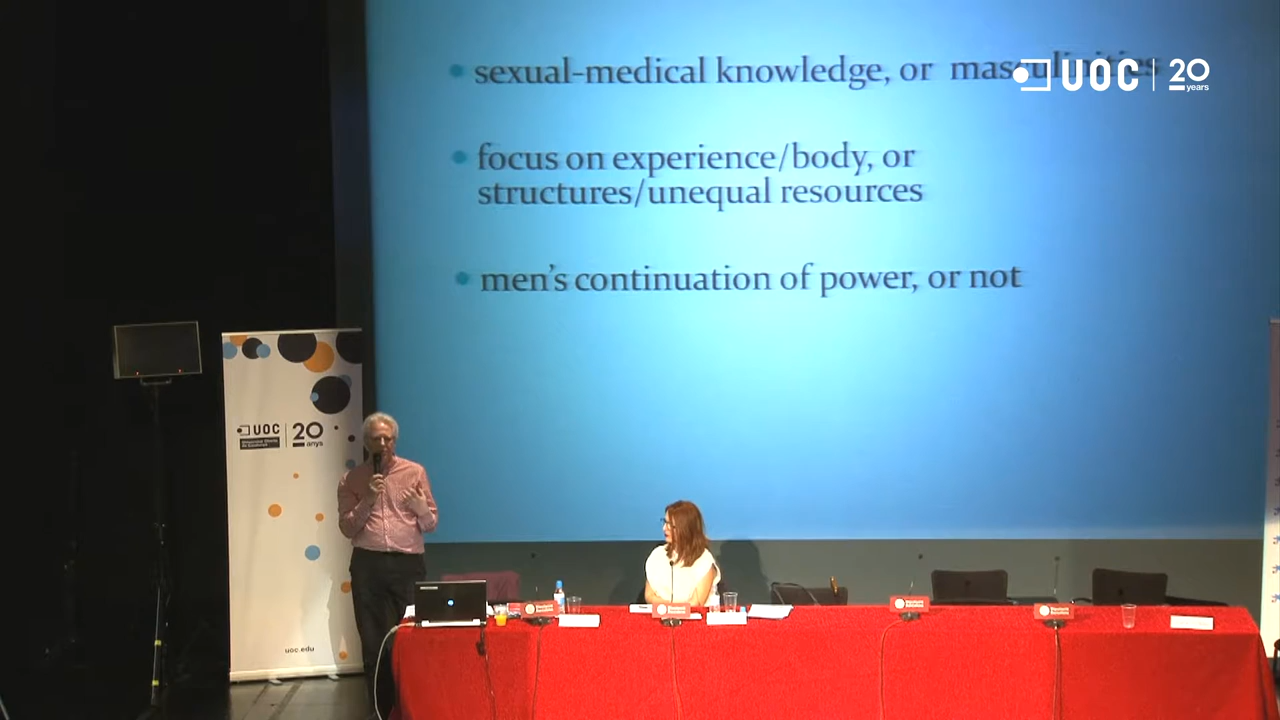 sexual-medical knowledge, or masculinities
UOC 20 years
focus on experience/body, or
structures/unequal resources
men's continuation of power, or not
UOC 20
anys
uoc.edu